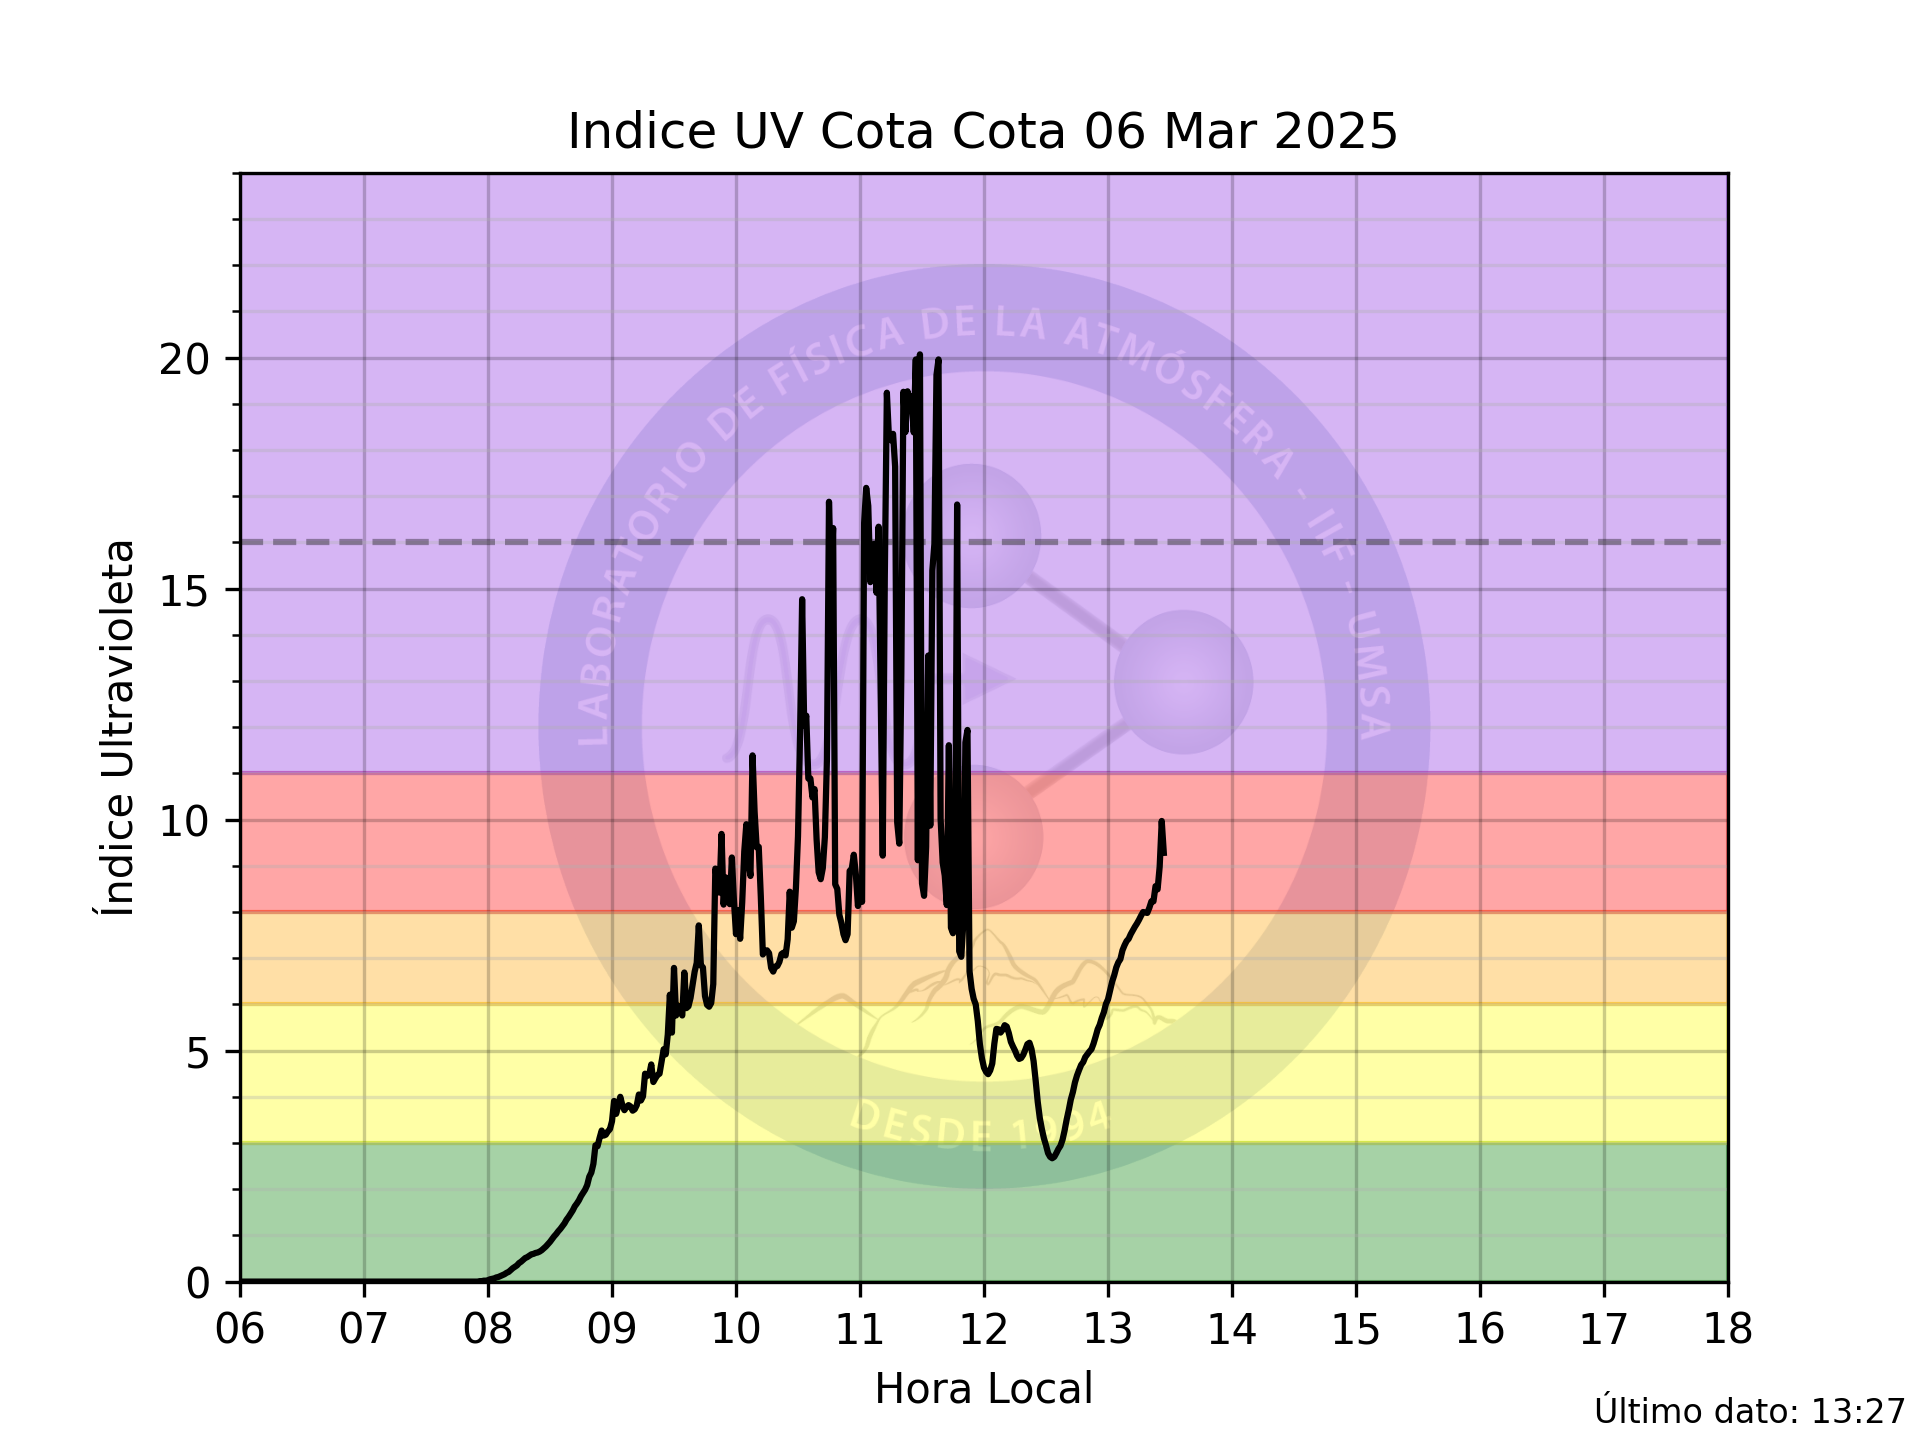 Indice UV Cota Cota 06 Mar 2025
Índice Ultravioleta
20
15
10
5
0
LABORATORIO DE FÍSICA DE LA ATMÓSFERA - IIF - UMSA
DESDE 1994
06 07 08 09 10 11 12 13 14 15 16 17 18
Hora Local
Último dato: 13:27